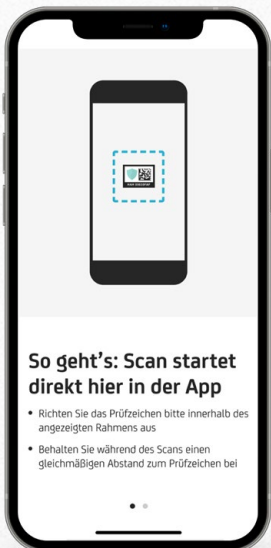 So geht's: Scan startet
direkt hier in der App
• Richten Sie das Prüfzeichen bitte innerhalb des
angezeigten Rahmens aus
• Behalten Sie während des Scans einen
gleichmäßigen Abstand zum Prüfzeichen bei